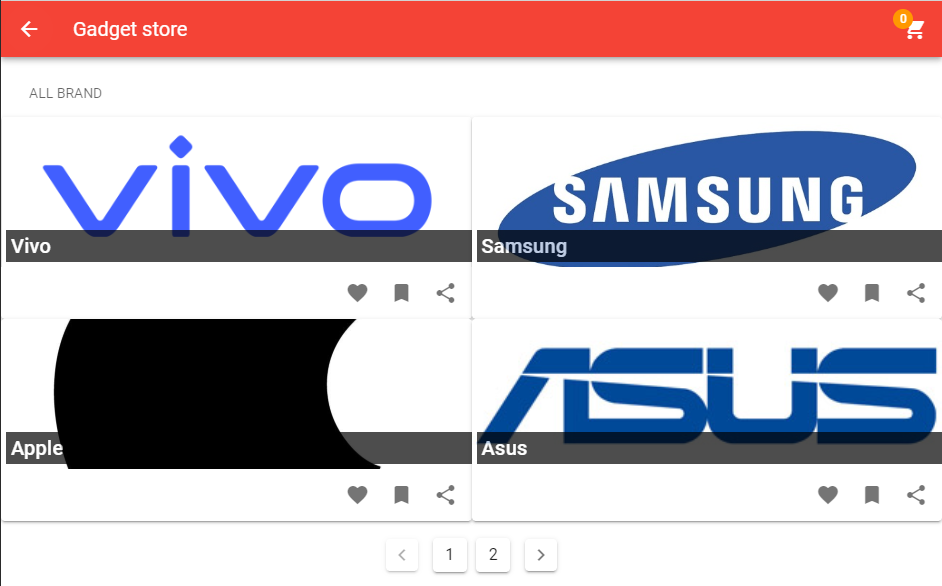 Gadget store
0
ALL BRAND
vivo
Vivo
SAMSUNG
Samsung
Apple
ASUS
Asus
1
2